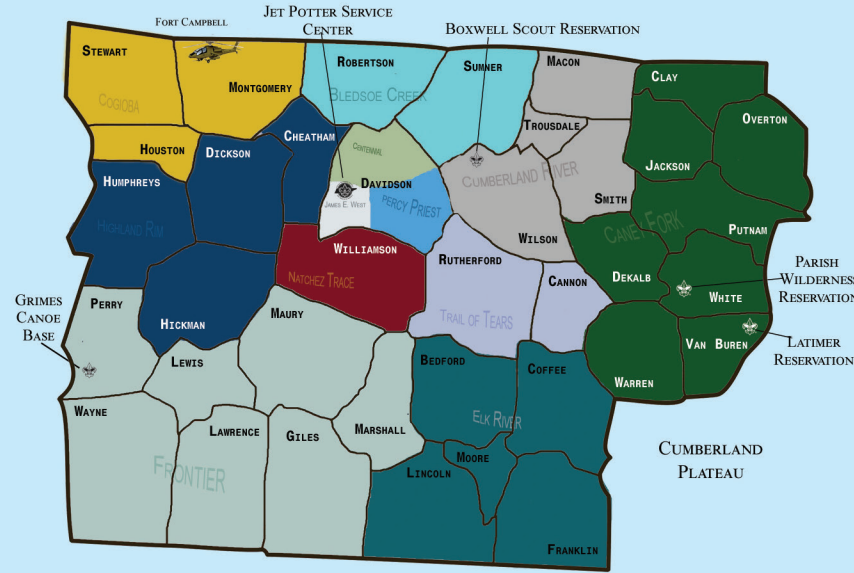 Fort Campbell
Jet Potter Service
Center
Boxwell Scout Reservation
Stewart
Montgomery
Robertson
Sumner
Macon
Clay
Cogioba
Bledsoe Creek
Overton
Houston
Dickson
Cheatham
Trousdale
Centennial
Jackson
Humphreys
Davidson
Cumberland River
Smith
James E. West
Percy Priest
Highland Rim
Williamson
Wilson
Caney Fork
Putnam
Natchez Trace
Rutherford
Cannon
DeKalb
White
Parish
Wilderness
Reservation
Grimes
Canoe
Base
Perry
Hickman
Maury
Trail of Tears
Van Buren
Latimer
Reservation
Lewis
Bedford
Coffee
Warren
Wayne
Lawrence
Giles
Marshall
Elk River
Frontier
Lincoln
Moore
Cumberland
Plateau
Franklin